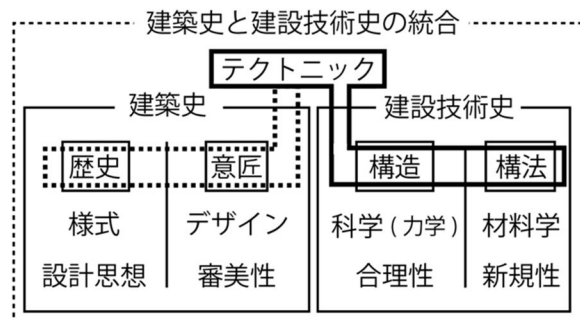 建築史と建設技術史の統合
テクトニック
建築史
建設技術史
歴史
意匠
構造
構法
様式
デザイン
科学(力学)
材料学
設計思想
審美性
合理性
新規性